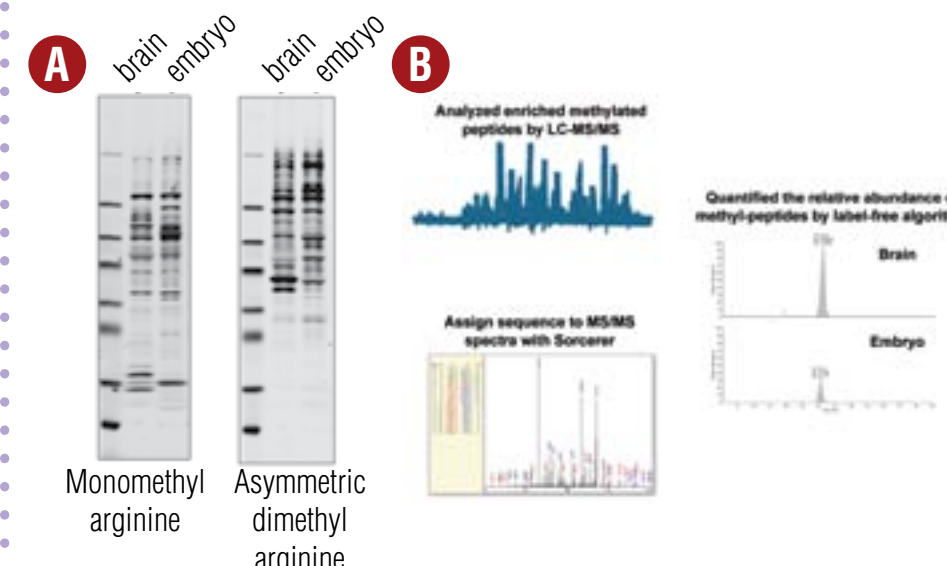 A
brain
embryo
brain
embryo
B
Monomethyl
arginine
Asymmetric
dimethyl
arginine
Analyzed enriched methylated
peptides by LC-MS/MS
Assign sequence to MS/MS
spectra with Sorcerer
Quantified the relative abundance
methyl-peptides by label-free algorit
Brain
Embryo